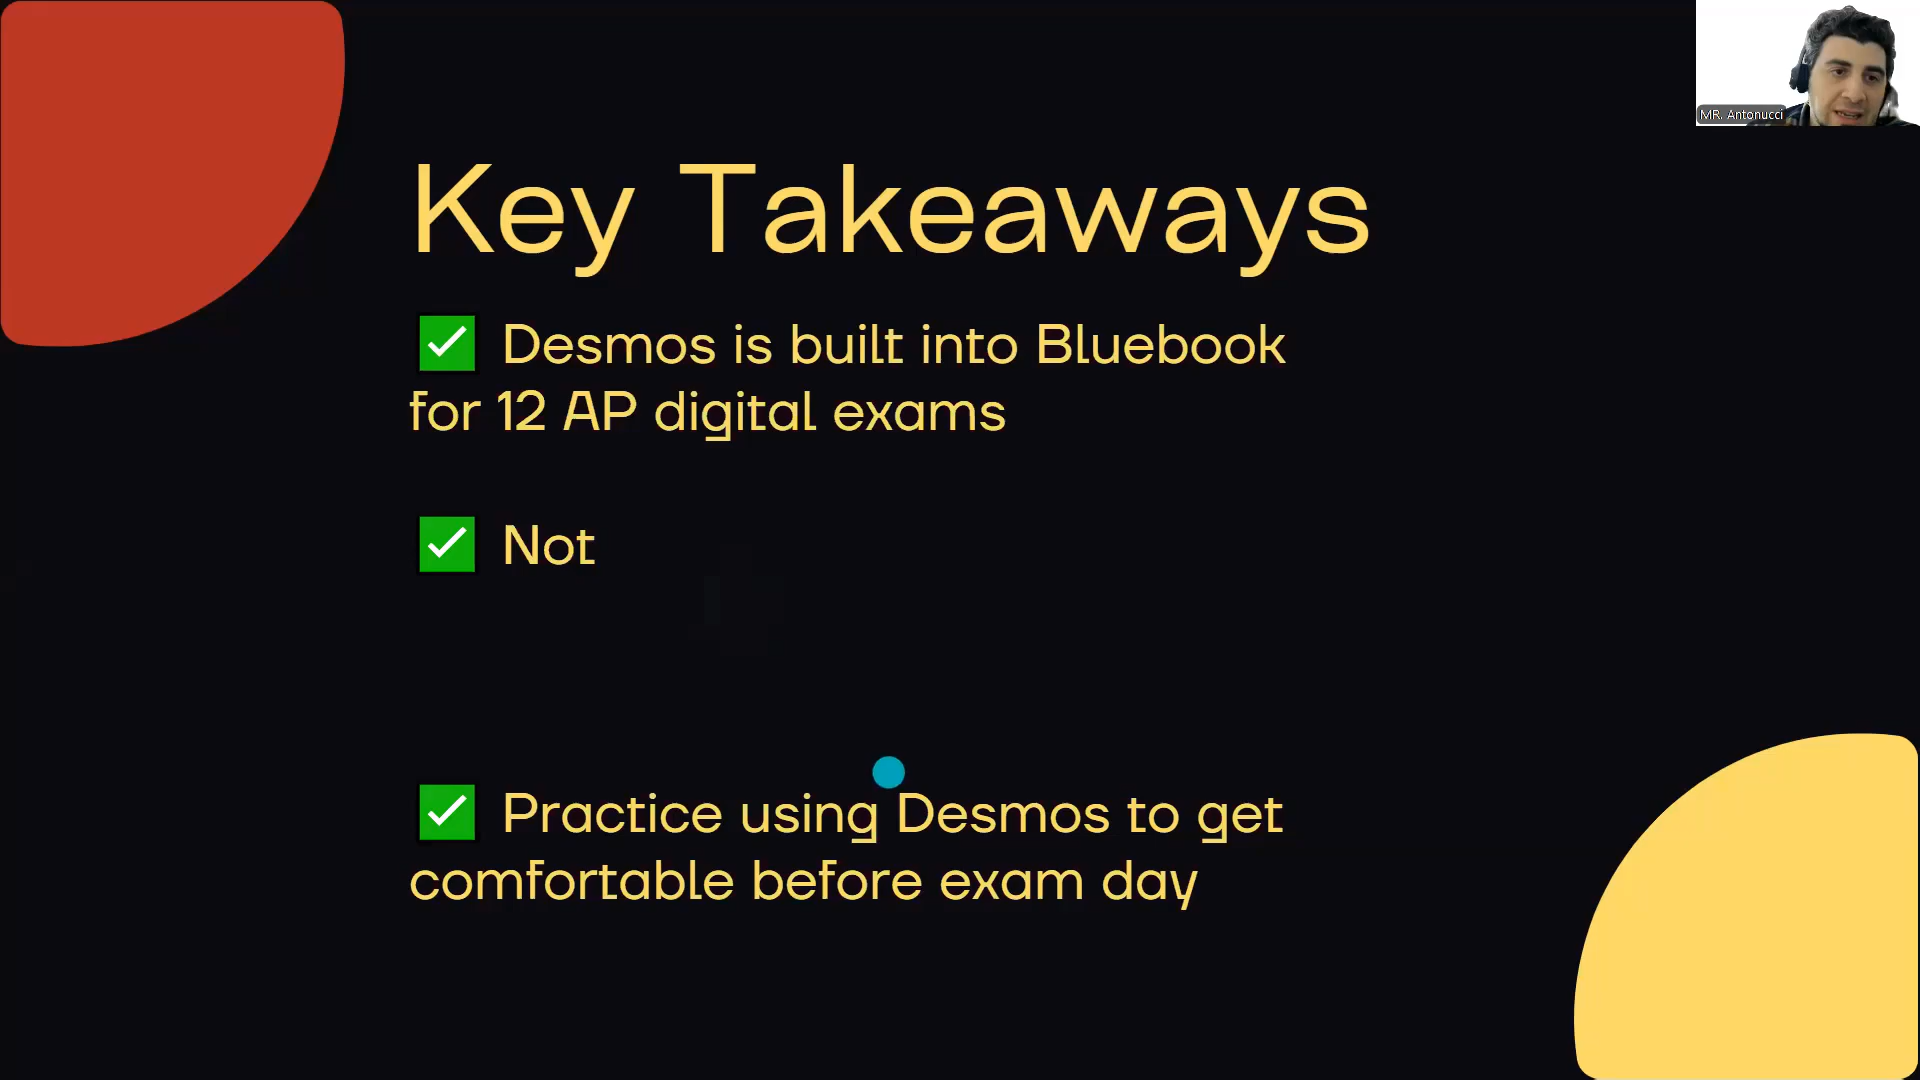 MR. Antonucci
Key Takeaways
✅ Desmos is built into Bluebook
for 12 AP digital exams
✅ Not
✅ Practice using Desmos to get
comfortable before exam day